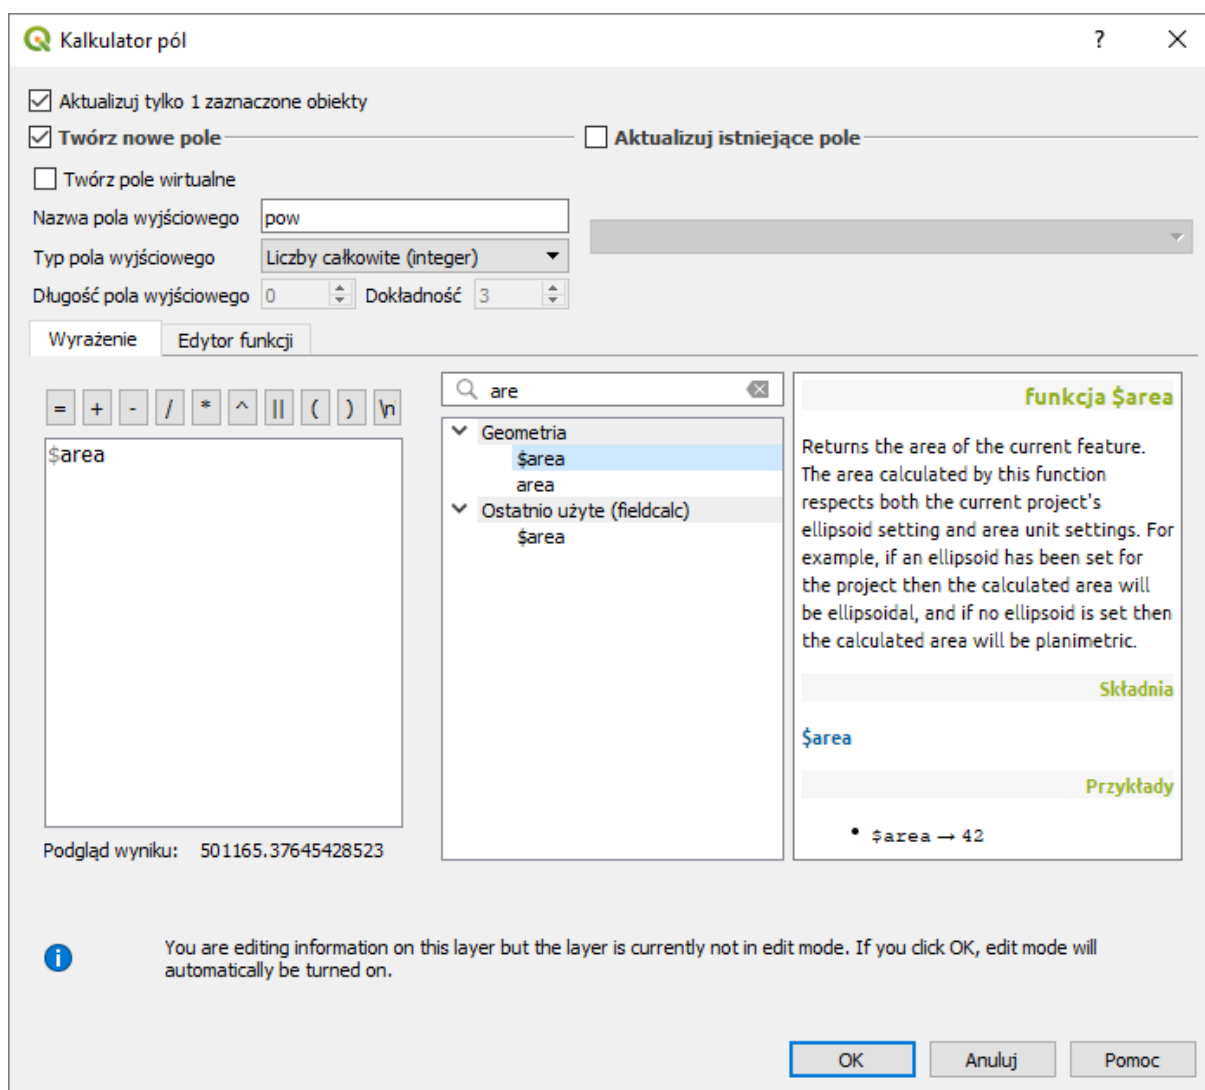 Kalkulator pól
?
Aktualizuj tylko 1 zaznaczone obiekty
Twórz nowe pole
Aktualizuj istniejące pole
Twórz pole wirtualne
Nazwa pola wyjściowego pow
Typ pola wyjściowego Liczby całkowite (integer)
Długość pola wyjściowego 0 Dokładność 3
Wyrażenie Edytor funkcji
= + - / * ^ || ( ) \n
$area
Podgląd wyniku: 501165.37645428523
are
Geometria
$area
area
Ostatnio użyte (fieldcalc)
$area
funkcja $area
Returns the area of the current feature.
The area calculated by this function
respects both the current project's
ellipsoid setting and area unit settings. For
example, if an ellipsoid has been set for
the project then the calculated area will
be ellipsoidal, and if no ellipsoid is set then
the calculated area will be planimetric.
Składnia
$area
Przykłady
• $area → 42
You are editing information on this layer but the layer is currently not in edit mode. If you click OK, edit mode will
automatically be turned on.
OK Anuluj Pomoc